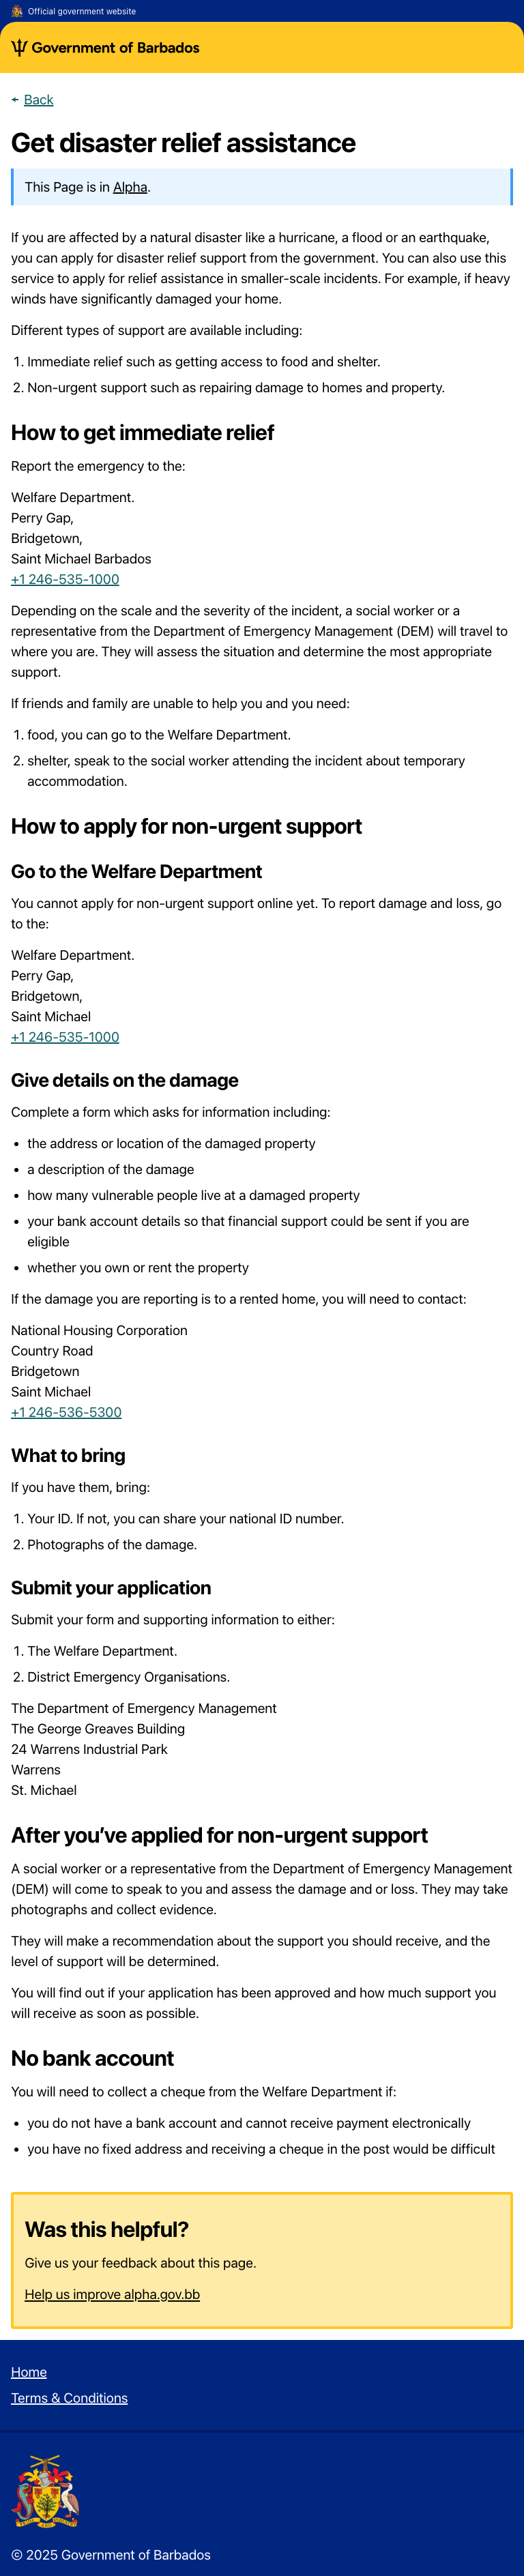 Official government website
Government of Barbados
Back
Get disaster relief assistance
This Page is in Alpha.
If you are affected by a natural disaster like a hurricane, a flood or an earthquake,
you can apply for disaster relief support from the government. You can also use this
service to apply for relief assistance in smaller-scale incidents. For example, if heavy
winds have significantly damaged your home.
Different types of support are available including:
1. Immediate relief such as getting access to food and shelter.
2. Non-urgent support such as repairing damage to homes and property.
How to get immediate relief
Report the emergency to the:
Welfare Department.
Perry Gap,
Bridgetown,
Saint Michael Barbados
+1 246-535-1000
Depending on the scale and the severity of the incident, a social worker or a
representative from the Department of Emergency Management (DEM) will travel to
where you are. They will assess the situation and determine the most appropriate
support.
If friends and family are unable to help you and you need:
1. food, you can go to the Welfare Department.
2. shelter, speak to the social worker attending the incident about temporary
accommodation.
How to apply for non-urgent support
Go to the Welfare Department
You cannot apply for non-urgent support online yet. To report damage and loss, go
to the:
Welfare Department.
Perry Gap,
Bridgetown,
Saint Michael
+1 246-535-1000
Give details on the damage
Complete a form which asks for information including:
• the address or location of the damaged property
• a description of the damage
• how many vulnerable people live at a damaged property
• your bank account details so that financial support could be sent if you are
eligible
• whether you own or rent the property
If the damage you are reporting is to a rented home, you will need to contact:
National Housing Corporation
Country Road
Bridgetown
Saint Michael
+1 246-536-5300
What to bring
If you have them, bring:
1. Your ID. If not, you can share your national ID number.
2. Photographs of the damage.
Submit your application
Submit your form and supporting information to either:
1. The Welfare Department.
2. District Emergency Organisations.
The Department of Emergency Management
The George Greaves Building
24 Warrens Industrial Park
Warrens
St. Michael
After you’ve applied for non-urgent support
A social worker or a representative from the Department of Emergency Management
(DEM) will come to speak to you and assess the damage and or loss. They may take
photographs and collect evidence.
They will make a recommendation about the support you should receive, and the
level of support will be determined.
You will find out if your application has been approved and how much support you
will receive as soon as possible.
No bank account
You will need to collect a cheque from the Welfare Department if:
• you do not have a bank account and cannot receive payment electronically
• you have no fixed address and receiving a cheque in the post would be difficult
Was this helpful?
Give us your feedback about this page.
Help us improve alpha.gov.bb
Home
Terms & Conditions
© 2025 Government of Barbados